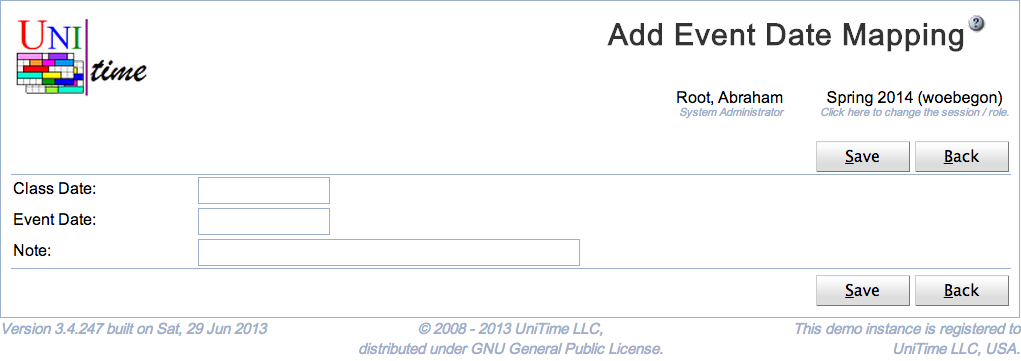 UNI
time
Add Event Date Mapping ?
Root, Abraham Spring 2014 (woebegon)
System Administrator Click here to change the session / role.
Save Back
Class Date:
Event Date:
Note:
Save Back
Version 3.4.247 built on Sat, 29 Jun 2013 © 2008 - 2013 UniTime LLC, This demo instance is registered to
distributed under GNU General Public License. UniTime LLC, USA.